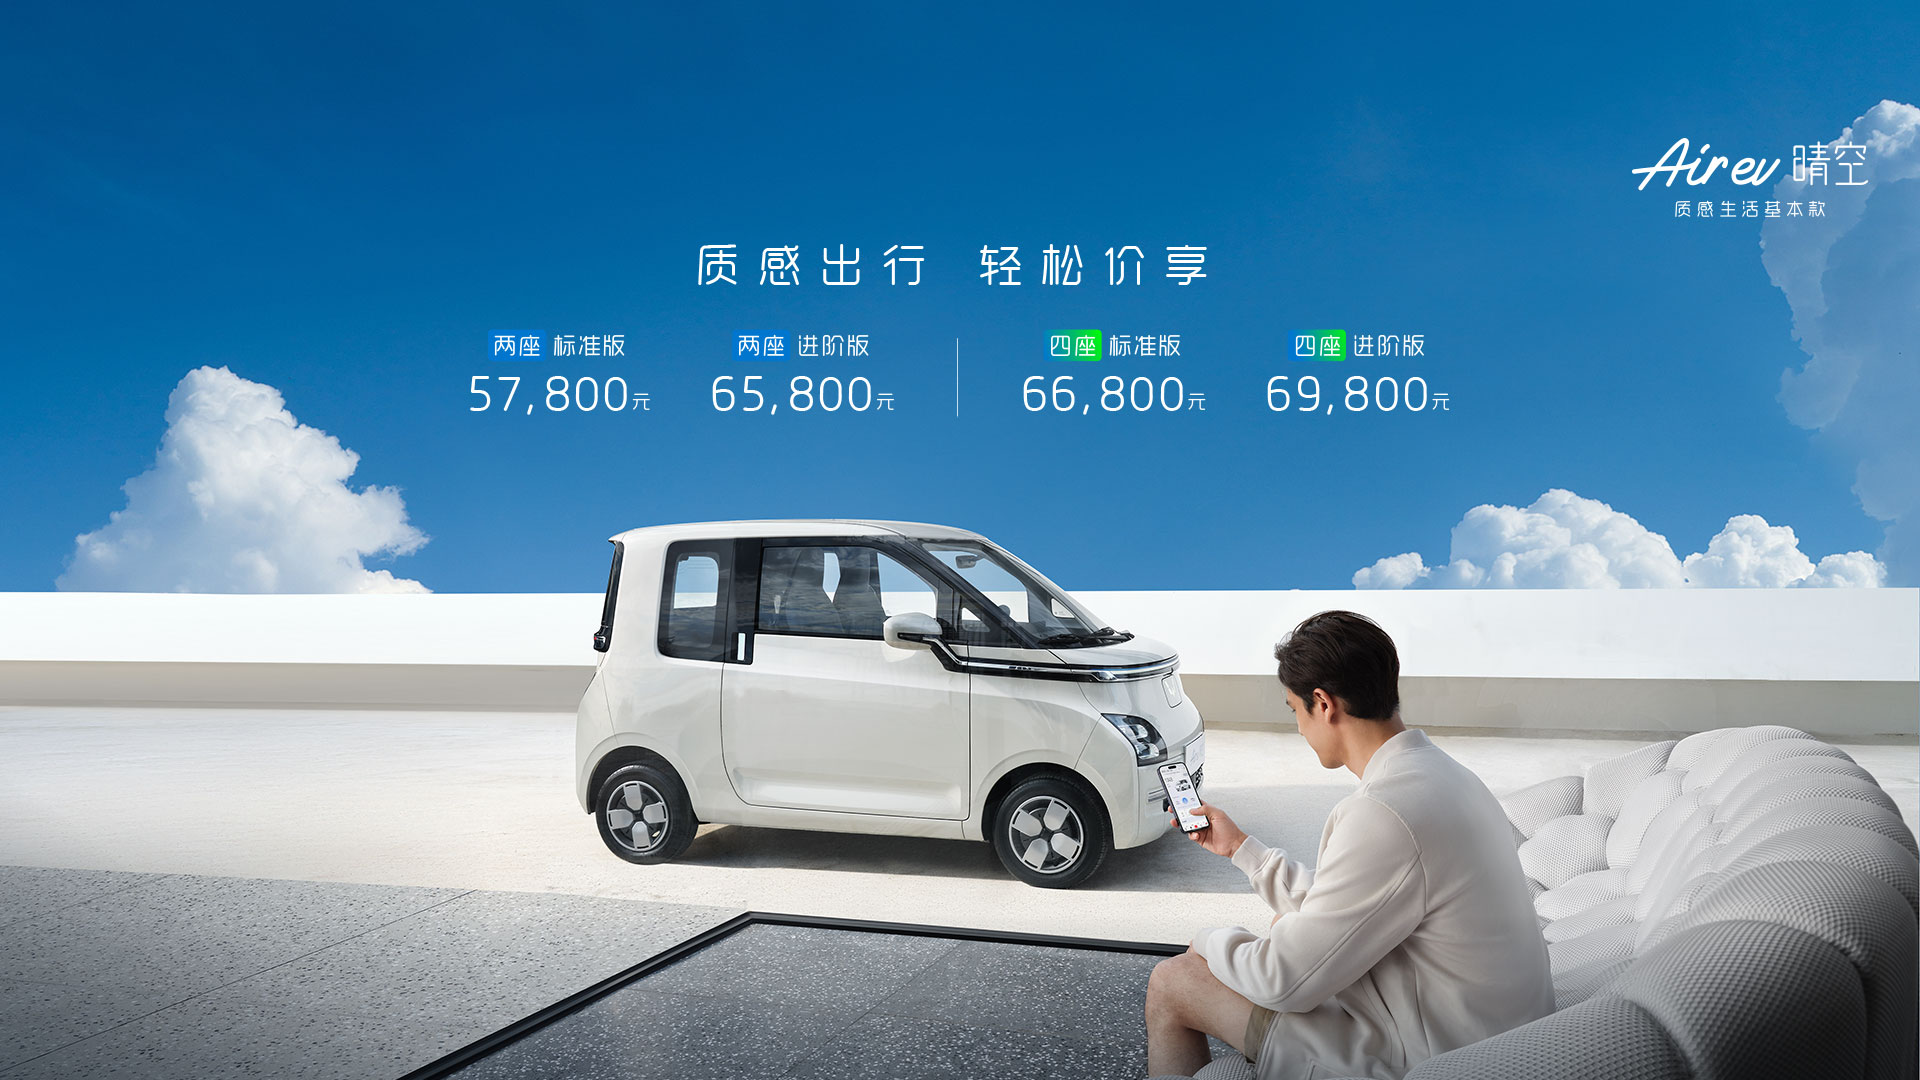 Airev 晴空
质感生活基本款
质感出行 轻松价享
两座 标准版 两座 进阶版 四座 标准版 四座 进阶版
57,800元 65,800元 66,800元 69,800元